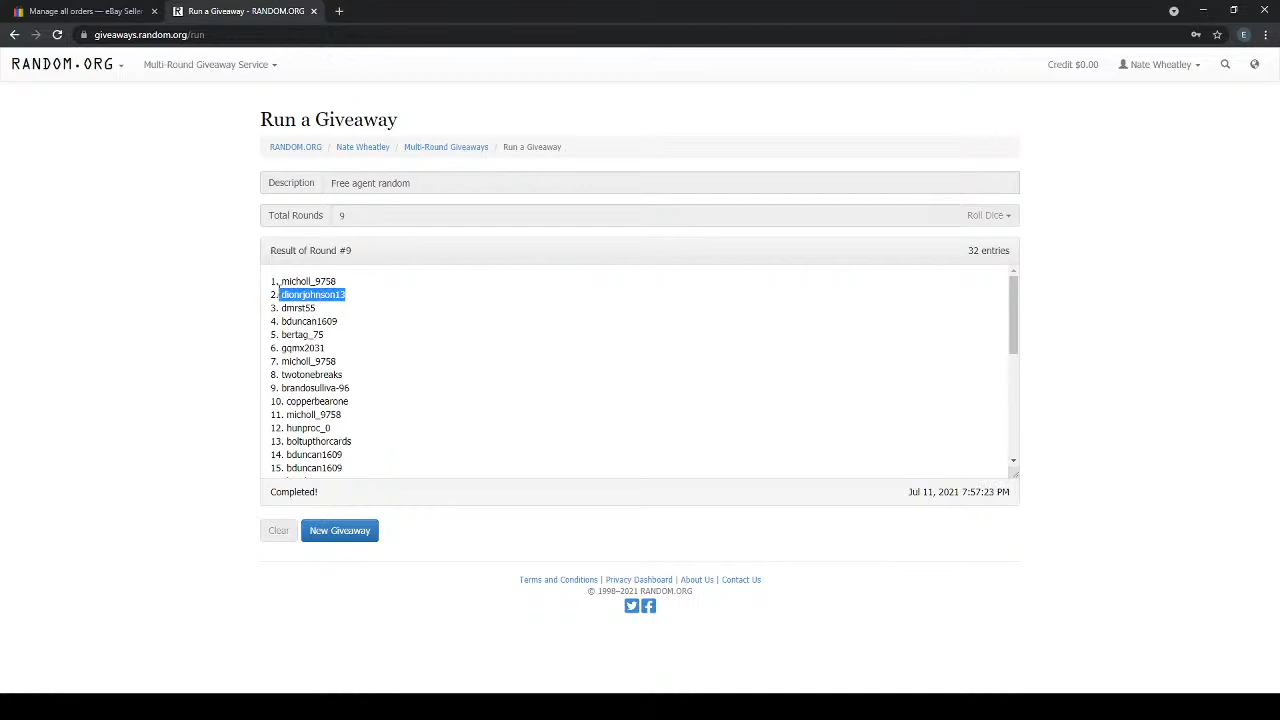 Manage all orders — eBay Seller
Run a Giveaway - RANDOM.ORG
giveaways.random.org/run
E
RANDOM.ORG
Multi-Round Giveaway Service
Credit $0.00
Nate Wheatley
Run a Giveaway
RANDOM.ORG / Nate Wheatley / Multi-Round Giveaways / Run a Giveaway
Description Free agent random
Total Rounds 9 Roll Dice
Result of Round #9 32 entries
1. micholl_9758
2. dionrjohnson13
3. dmrst55
4. bduncan1609
5. bertag_75
6. gqmx2031
7. micholl_9758
8. twotonebreaks
9. brandosulliva-96
10. copperbearone
11. micholl_9758
12. hunproc_0
13. boltupthorcards
14. bduncan1609
15. bduncan1609
Completed! Jul 11, 2021 7:57:23 PM
Clear New Giveaway
Terms and Conditions | Privacy Dashboard | About Us | Contact Us
© 1998–2021 RANDOM.ORG